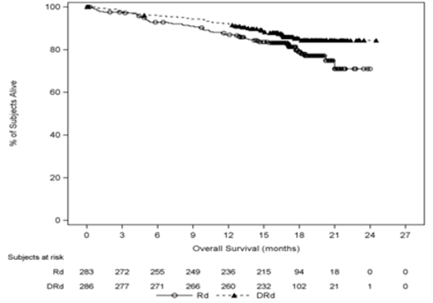 100
80
60
40
20
0
% of Subjects Alive
0 3 6 9 12 15 18 21 24 27
Overall Survival (months)
Subjects at risk
Rd 283 272 255 249 236 215 94 18 0 0
DRd 286 277 271 266 260 232 102 21 1 0
Rd DRd